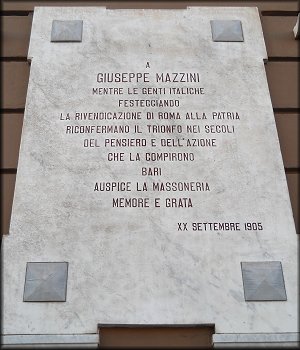 A
GIUSEPPE MAZZINI
MENTRE LE GENTI ITALICHE
FESTEGGIANDO
LA RIVENDICAZIONE DI ROMA ALLA PATRIA
RICONFERMANO IL TRIONFO NEI SECOLI
DEL PENSIERO E DELL'AZIONE
CHE LA COMPIRONO
BARI
AUSPICE LA MASSONERIA
MEMORE E GRATA
XX SETTEMBRE 1905